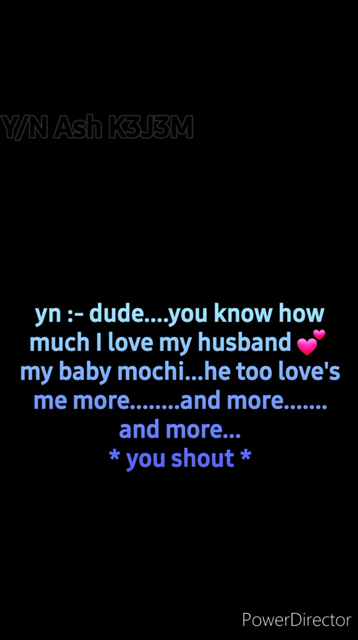 Y/N Ash K3J3M
yn :- dude....you know how
much I love my husband 💕
my baby mochi...he too love's
me more........and more.......
and more...
* you shout *
PowerDirector